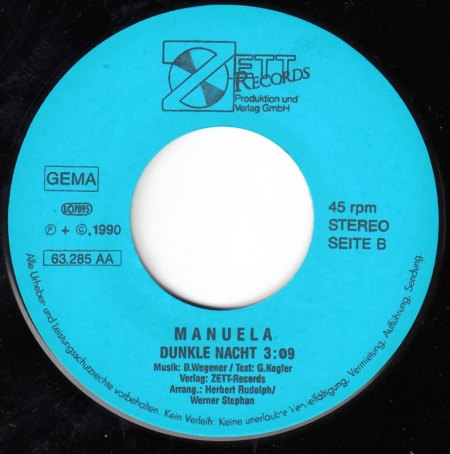 ZETT
RECORDS
Produktion und
Verlag GmbH
GEMA
LC 7095
℗ + ©, 1990
63.285 AA
45 rpm
STEREO
SEITE B
MANUELA
DUNKLE NACHT 3:09
Musik: D.Wegener / Text: G.Kogler
Verlag: ZETT-Records
Arrang.: Herbert Rudolph/
Werner Stephan
Alle Urheber- und Leistungsschutzrechte vorbehalten. Kein Verleih. Keine unerlaubte Vervielfältigung, Vermietung, Aufführung, Sendung.